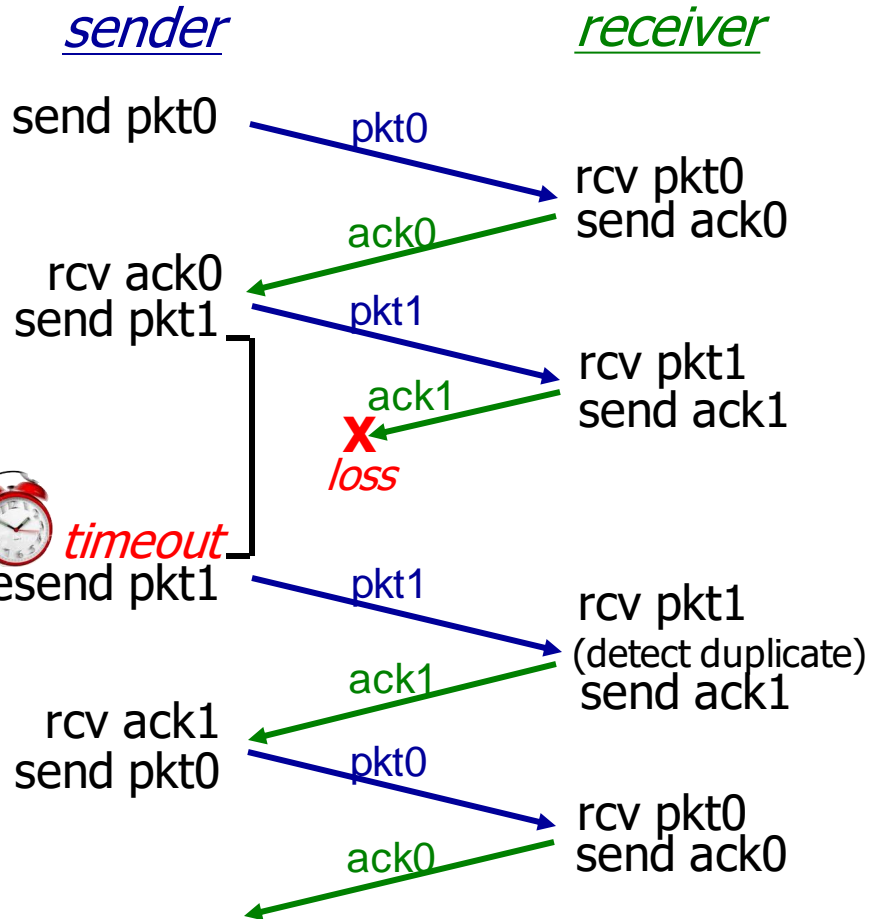 sender
receiver
send pkt0
pkt0
rcv pkt0
send ack0
ack0
rcv ack0
send pkt1
pkt1
rcv pkt1
send ack1
ack1
X
loss
timeout
esend pkt1
pkt1
rcv pkt1
(detect duplicate)
send ack1
ack1
rcv ack1
send pkt0
pkt0
rcv pkt0
send ack0
ack0